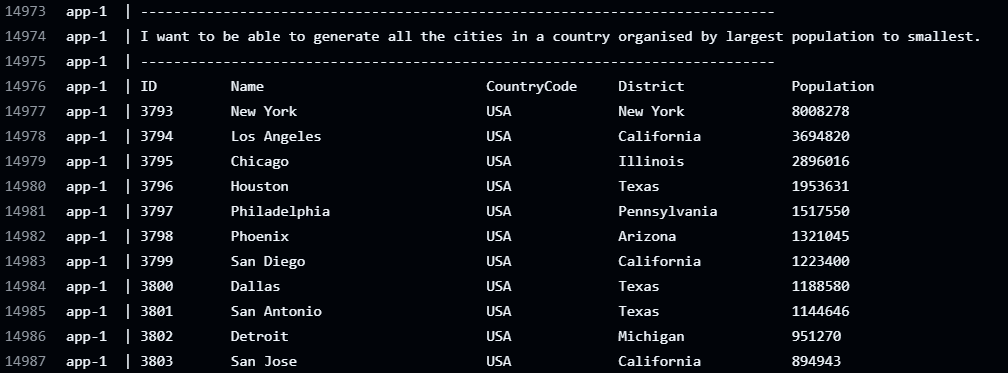 14973 app-1 | -----------------------------------------------------------------------------
14974 app-1 | I want to be able to generate all the cities in a country organised by largest population to smallest.
14975 app-1 | -----------------------------------------------------------------------------
14976 app-1 | ID Name CountryCode District Population
14977 app-1 | 3793 New York USA New York 8008278
14978 app-1 | 3794 Los Angeles USA California 3694820
14979 app-1 | 3795 Chicago USA Illinois 2896016
14980 app-1 | 3796 Houston USA Texas 1953631
14981 app-1 | 3797 Philadelphia USA Pennsylvania 1517550
14982 app-1 | 3798 Phoenix USA Arizona 1321045
14983 app-1 | 3799 San Diego USA California 1223400
14984 app-1 | 3800 Dallas USA Texas 1188580
14985 app-1 | 3801 San Antonio USA Texas 1144646
14986 app-1 | 3802 Detroit USA Michigan 951270
14987 app-1 | 3803 San Jose USA California 894943